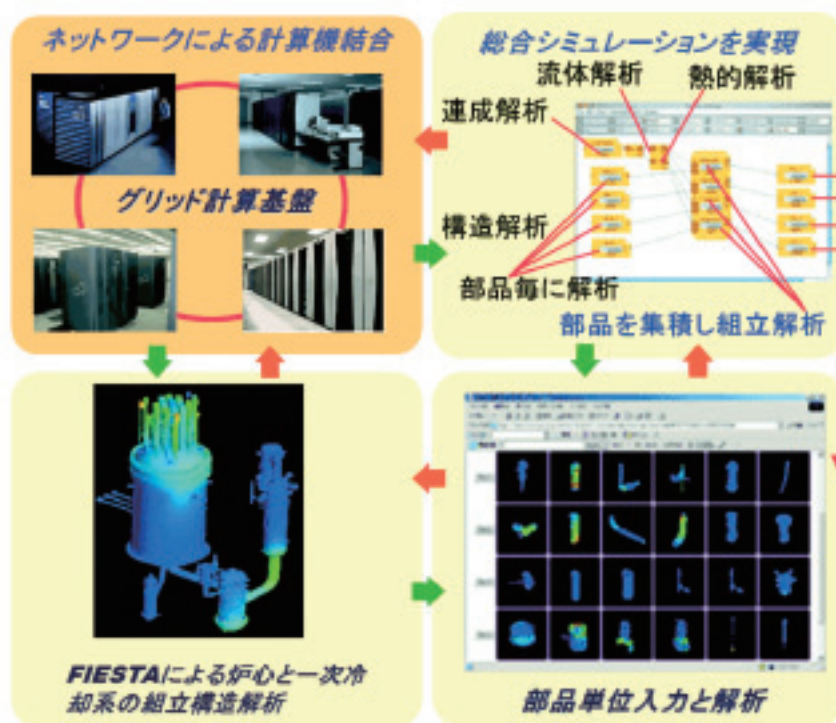 ネットワークによる計算機結合
グリッド計算基盤
総合シミュレーションを実現
流体解析
熱的解析
連成解析
構造解析
部品毎に解析
部品を集積し組立解析
FIESTAによる炉心と一次冷
却系の組立構造解析
部品単位入力と解析